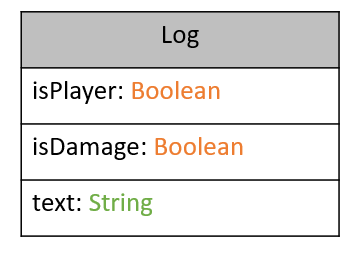 Log
isPlayer: Boolean
isDamage: Boolean
text: String